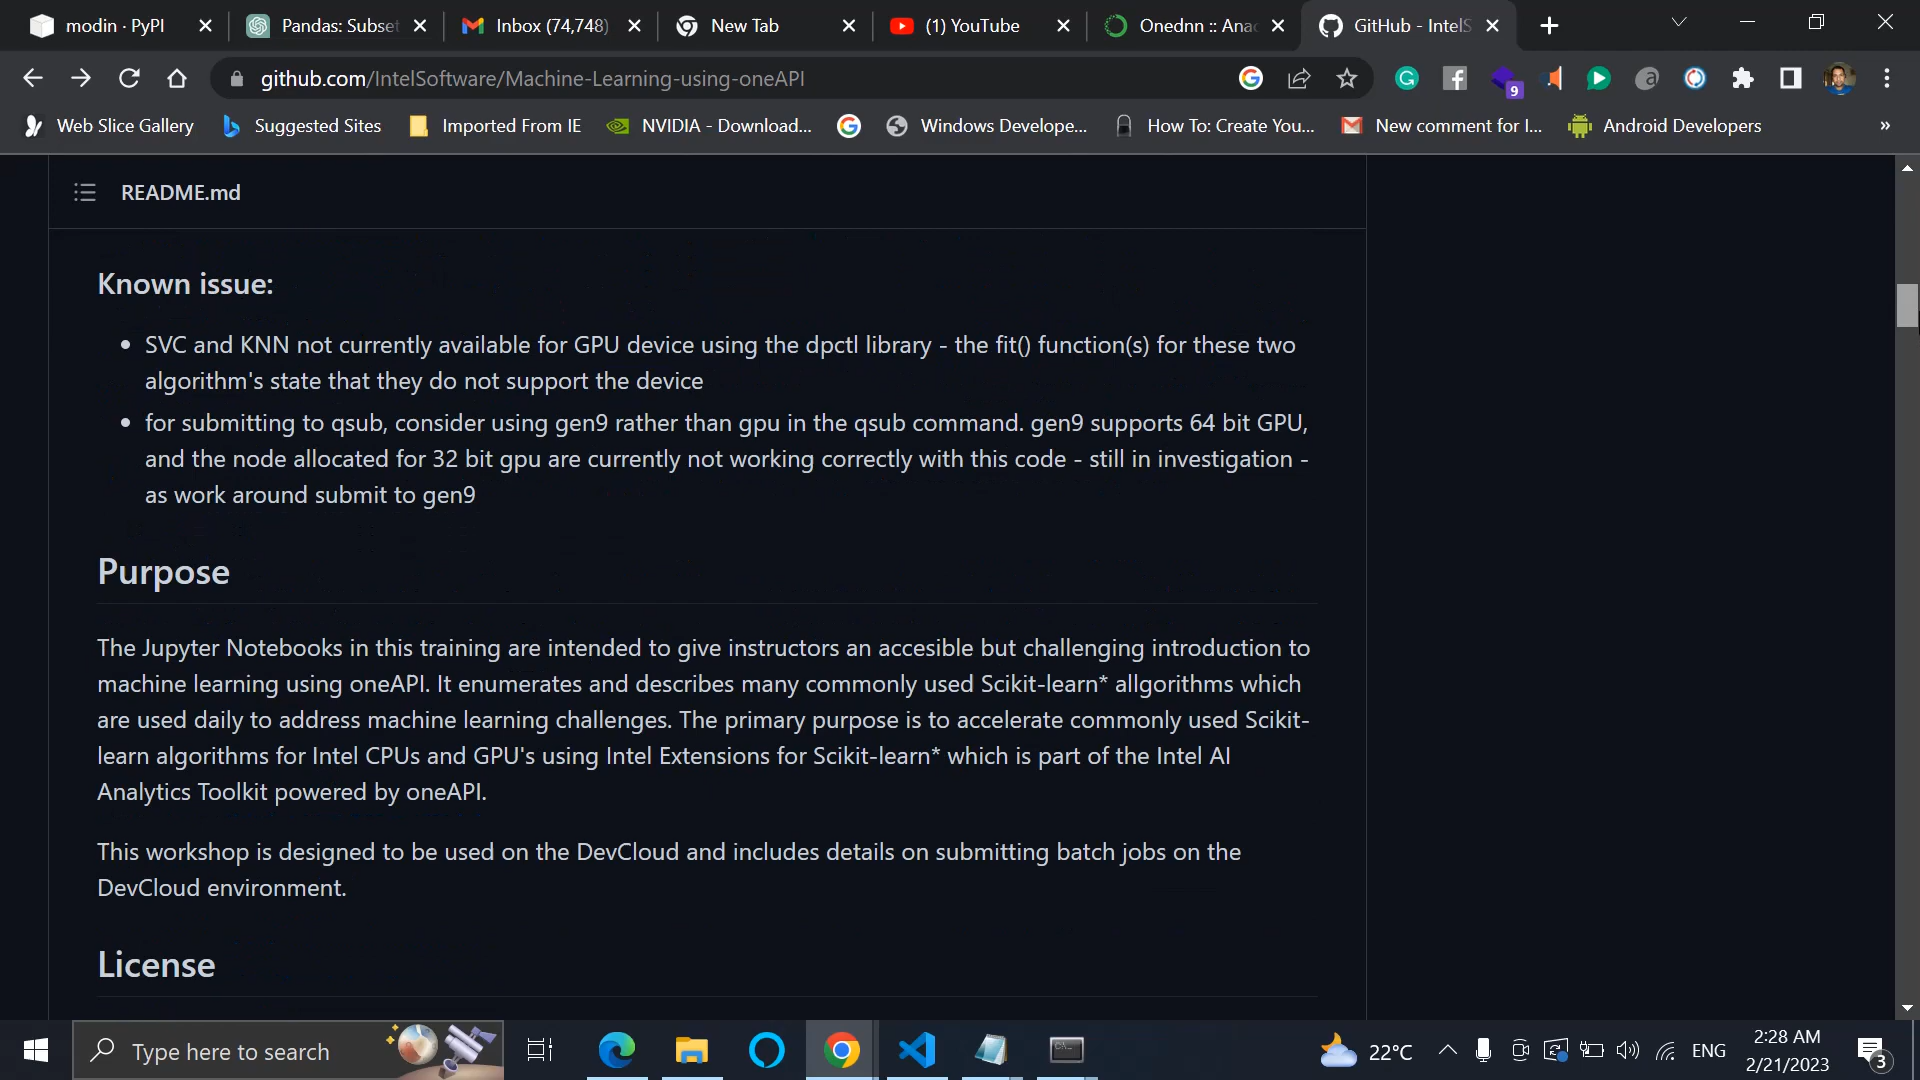 modin · PyPI
Pandas: Subset
Inbox (74,748)
New Tab
(1) YouTube
Onednn :: Anac
GitHub - IntelS
github.com/IntelSoftware/Machine-Learning-using-oneAPI
9
Web Slice Gallery
Suggested Sites
Imported From IE
NVIDIA - Download...
Windows Develope...
How To: Create You...
New comment for I...
Android Developers
»
README.md
Known issue:
SVC and KNN not currently available for GPU device using the dpctl library - the fit() function(s) for these two
algorithm's state that they do not support the device
for submitting to qsub, consider using gen9 rather than gpu in the qsub command. gen9 supports 64 bit GPU,
and the node allocated for 32 bit gpu are currently not working correctly with this code - still in investigation -
as work around submit to gen9
Purpose
The Jupyter Notebooks in this training are intended to give instructors an accesible but challenging introduction to
machine learning using oneAPI. It enumerates and describes many commonly used Scikit-learn* allgorithms which
are used daily to address machine learning challenges. The primary purpose is to accelerate commonly used Scikit-
learn algorithms for Intel CPUs and GPU's using Intel Extensions for Scikit-learn* which is part of the Intel AI
Analytics Toolkit powered by oneAPI.
This workshop is designed to be used on the DevCloud and includes details on submitting batch jobs on the
DevCloud environment.
License
Type here to search
22°C
ENG
2:28 AM
2/21/2023
3